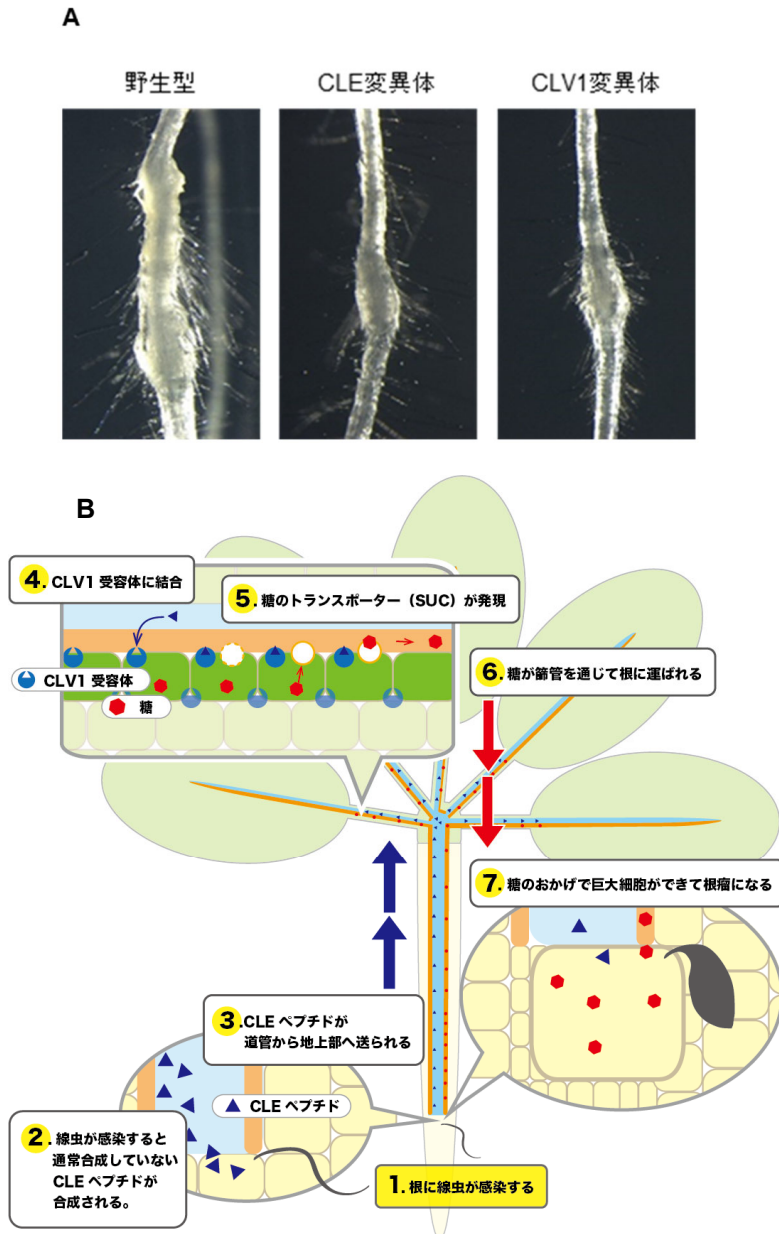 A
野生型
CLE変異体
CLV1変異体
B
4. CLV1 受容体に結合
5. 糖のトランスポーター（SUC）が発現
CLV1 受容体
糖
6. 糖が篩管を通じて根に運ばれる
7. 糖のおかげで巨大細胞ができて根瘤になる
3.CLE ペプチドが
道管から地上部へ送られる
CLE ペプチド
2. 線虫が感染すると
通常合成していない
CLE ペプチドが
合成される。
1. 根に線虫が感染する